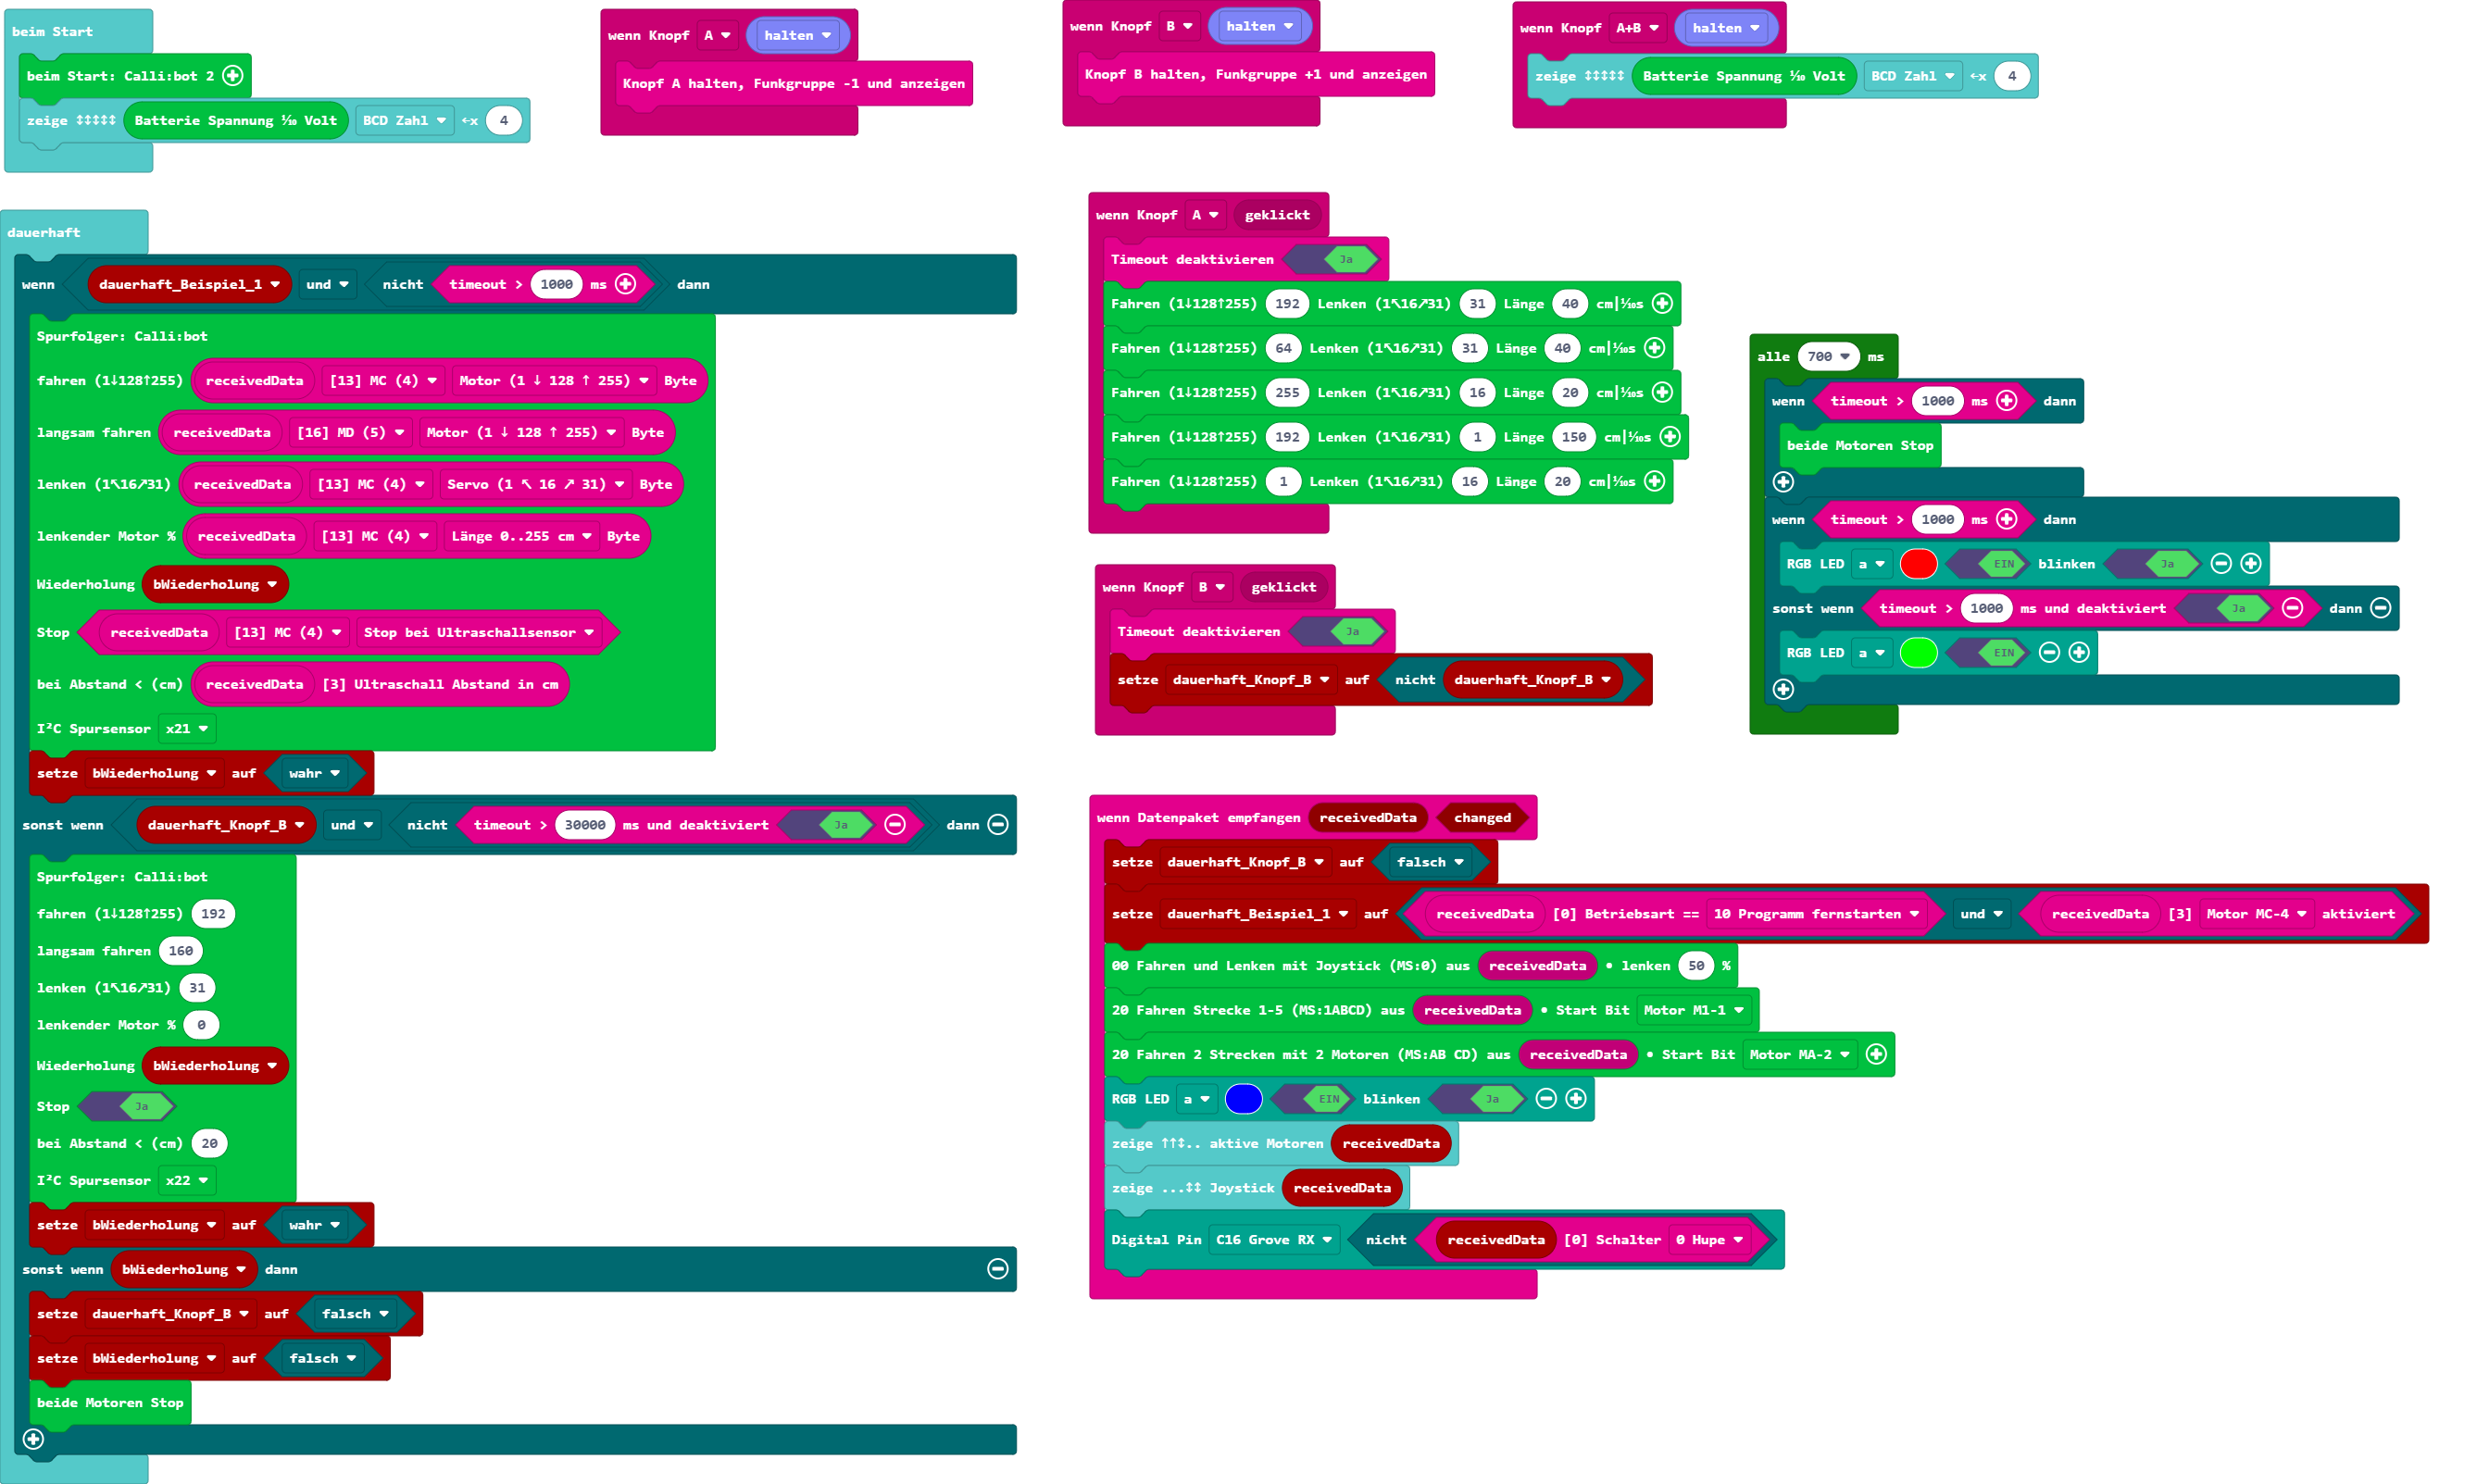 beim Start
beim Start: Calli:bot 2
zeige ↕↕↕↕↕ Batterie Spannung ⅒ Volt BCD Zahl ←x 4
wenn Knopf A halten
Knopf A halten, Funkgruppe -1 und anzeigen
wenn Knopf B halten
Knopf B halten, Funkgruppe +1 und anzeigen
wenn Knopf A+B halten
zeige ↕↕↕↕↕ Batterie Spannung ⅒ Volt BCD Zahl ←x 4
dauerhaft
wenn dauerhaft_Beispiel_1 und nicht timeout > 1000 ms dann
Spurfolger: Calli:bot
fahren (1↓128↑255) receivedData [13] MC (4) Motor (1 ↓ 128 ↑ 255) Byte
langsam fahren receivedData [16] MD (5) Motor (1 ↓ 128 ↑ 255) Byte
lenken (1↖16↗31) receivedData [13] MC (4) Servo (1 ↖ 16 ↗ 31) Byte
lenkender Motor % receivedData [13] MC (4) Länge 0..255 cm Byte
Wiederholung bWiederholung
Stop receivedData [13] MC (4) Stop bei Ultraschallsensor
bei Abstand < (cm) receivedData [3] Ultraschall Abstand in cm
I²C Spursensor x21
setze bWiederholung auf wahr
sonst wenn dauerhaft_Knopf_B und nicht timeout > 30000 ms und deaktiviert Ja dann
Spurfolger: Calli:bot
fahren (1↓128↑255) 192
langsam fahren 160
lenken (1↖16↗31) 31
lenkender Motor % 0
Wiederholung bWiederholung
Stop Ja
bei Abstand < (cm) 20
I²C Spursensor x22
setze bWiederholung auf wahr
sonst wenn bWiederholung dann
setze dauerhaft_Knopf_B auf falsch
setze bWiederholung auf falsch
beide Motoren Stop
wenn Knopf A geklickt
Timeout deaktivieren Ja
Fahren (1↓128↑255) 192 Lenken (1↖16↗31) 31 Länge 40 cm|⅒s
Fahren (1↓128↑255) 64 Lenken (1↖16↗31) 31 Länge 40 cm|⅒s
Fahren (1↓128↑255) 255 Lenken (1↖16↗31) 16 Länge 20 cm|⅒s
Fahren (1↓128↑255) 192 Lenken (1↖16↗31) 1 Länge 150 cm|⅒s
Fahren (1↓128↑255) 1 Lenken (1↖16↗31) 16 Länge 20 cm|⅒s
wenn Knopf B geklickt
Timeout deaktivieren Ja
setze dauerhaft_Knopf_B auf nicht dauerhaft_Knopf_B
alle 700 ms
wenn timeout > 1000 ms dann
beide Motoren Stop
wenn timeout > 1000 ms dann
RGB LED a EIN blinken Ja
sonst wenn timeout > 1000 ms und deaktiviert Ja dann
RGB LED a EIN
wenn Datenpaket empfangen receivedData changed
setze dauerhaft_Knopf_B auf falsch
setze dauerhaft_Beispiel_1 auf receivedData [0] Betriebsart == 10 Programm fernstarten und receivedData [3] Motor MC-4 aktiviert
00 Fahren und Lenken mit Joystick (MS:0) aus receivedData • lenken 50 %
20 Fahren Strecke 1-5 (MS:1ABCD) aus receivedData • Start Bit Motor M1-1
20 Fahren 2 Strecken mit 2 Motoren (MS:AB CD) aus receivedData • Start Bit Motor MA-2
RGB LED a EIN blinken Ja
zeige ↑↑↕.. aktive Motoren receivedData
zeige ...↕↕ Joystick receivedData
Digital Pin C16 Grove RX nicht receivedData [0] Schalter 0 Hupe